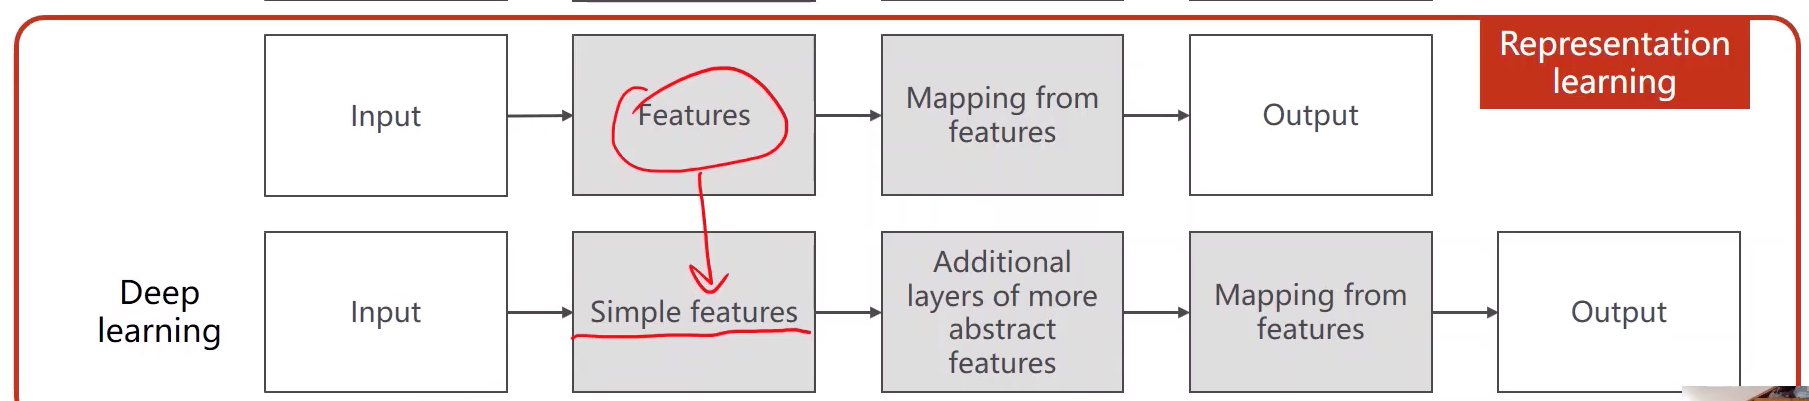 Representation
learning
Input
Features
Mapping from
features
Output
Deep
learning
Input
Simple features
Additional
layers of more
abstract
features
Mapping from
features
Output